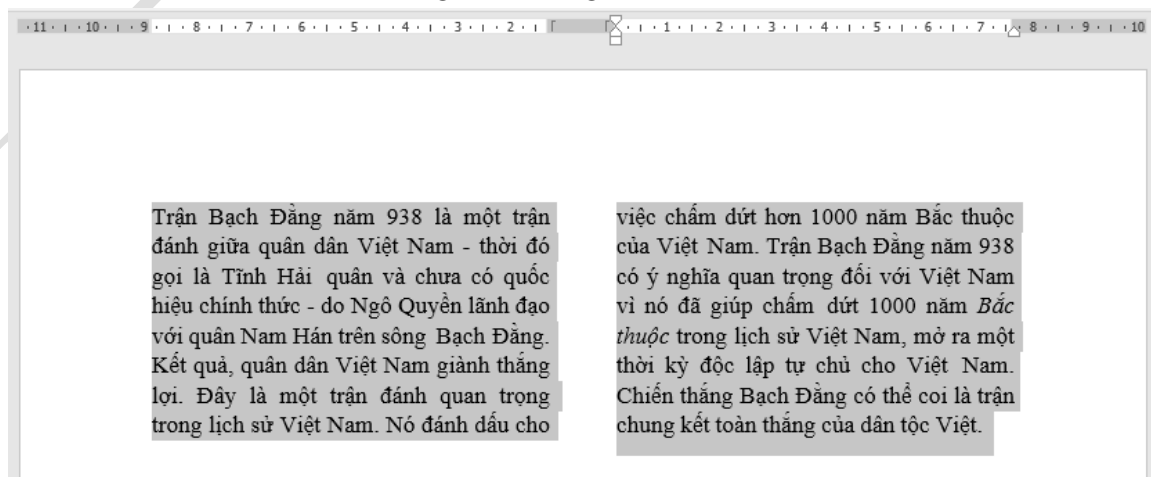 11 10 9 8 7 6 5 4 3 2 1 2 3 4 5 6 7 8 9 10
Trận Bạch Đằng năm 938 là một trận
đánh giữa quân dân Việt Nam - thời đó
gọi là Tĩnh Hải quân và chưa có quốc
hiệu chính thức - do Ngô Quyền lãnh đạo
với quân Nam Hán trên sông Bạch Đằng.
Kết quả, quân dân Việt Nam giành thắng
lợi. Đây là một trận đánh quan trọng
trong lịch sử Việt Nam. Nó đánh dấu cho
việc chấm dứt hơn 1000 năm Bắc thuộc
của Việt Nam. Trận Bạch Đằng năm 938
có ý nghĩa quan trọng đối với Việt Nam
vì nó đã giúp chấm dứt 1000 năm Bắc
thuộc trong lịch sử Việt Nam, mở ra một
thời kỳ độc lập tự chủ cho Việt Nam.
Chiến thắng Bạch Đằng có thể coi là trận
chung kết toàn thắng của dân tộc Việt.